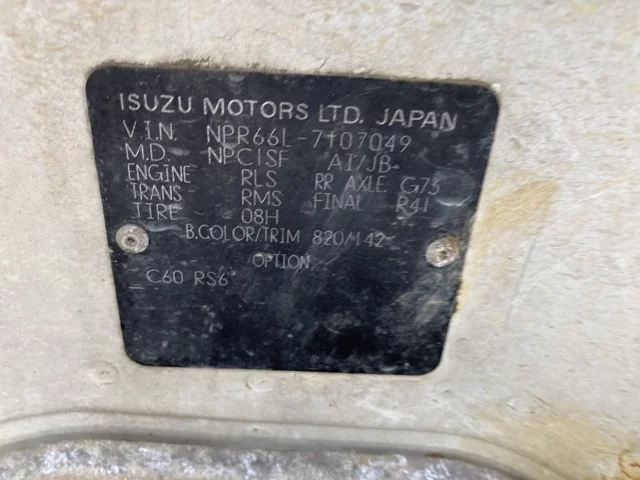 ISUZU MOTORS LTD. JAPAN
V.I.N. NPR66L-7107049
M.D. NPC1SF A1/JB
ENGINE RLS RR AXLE G73
TRANS RMS FINAL R41
TIRE 08H
B.COLOR/TRIM 820/142
OPTION
C60 RS6